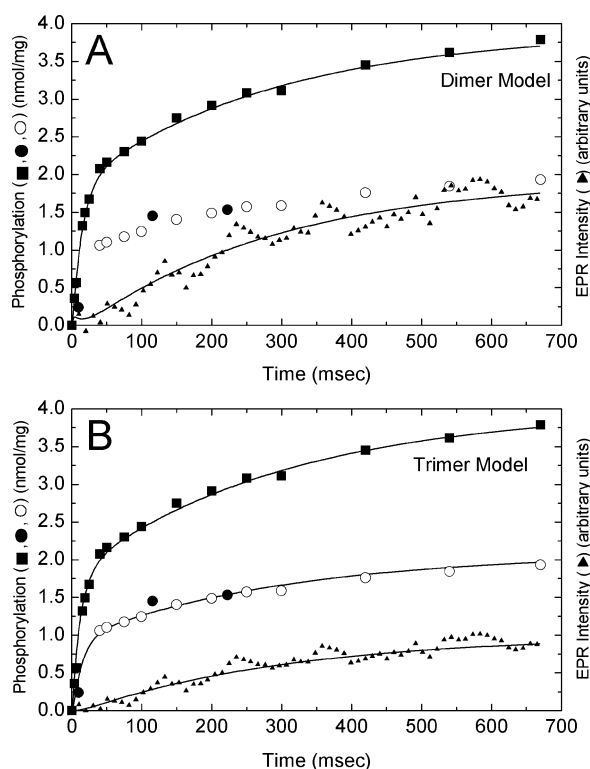 A
Dimer Model
4.0
3.5
3.0
2.5
2.0
1.5
1.0
0.5
0.0
Phosphorylation (■,●,○) (nmol/mg)
EPR Intensity (▲) (arbitrary units)
0 100 200 300 400 500 600 700
Time (msec)
B
Trimer Model
4.0
3.5
3.0
2.5
2.0
1.5
1.0
0.5
0.0
Phosphorylation (■,●,○) (nmol/mg)
EPR Intensity (▲) (arbitrary units)
0 100 200 300 400 500 600 700
Time (msec)